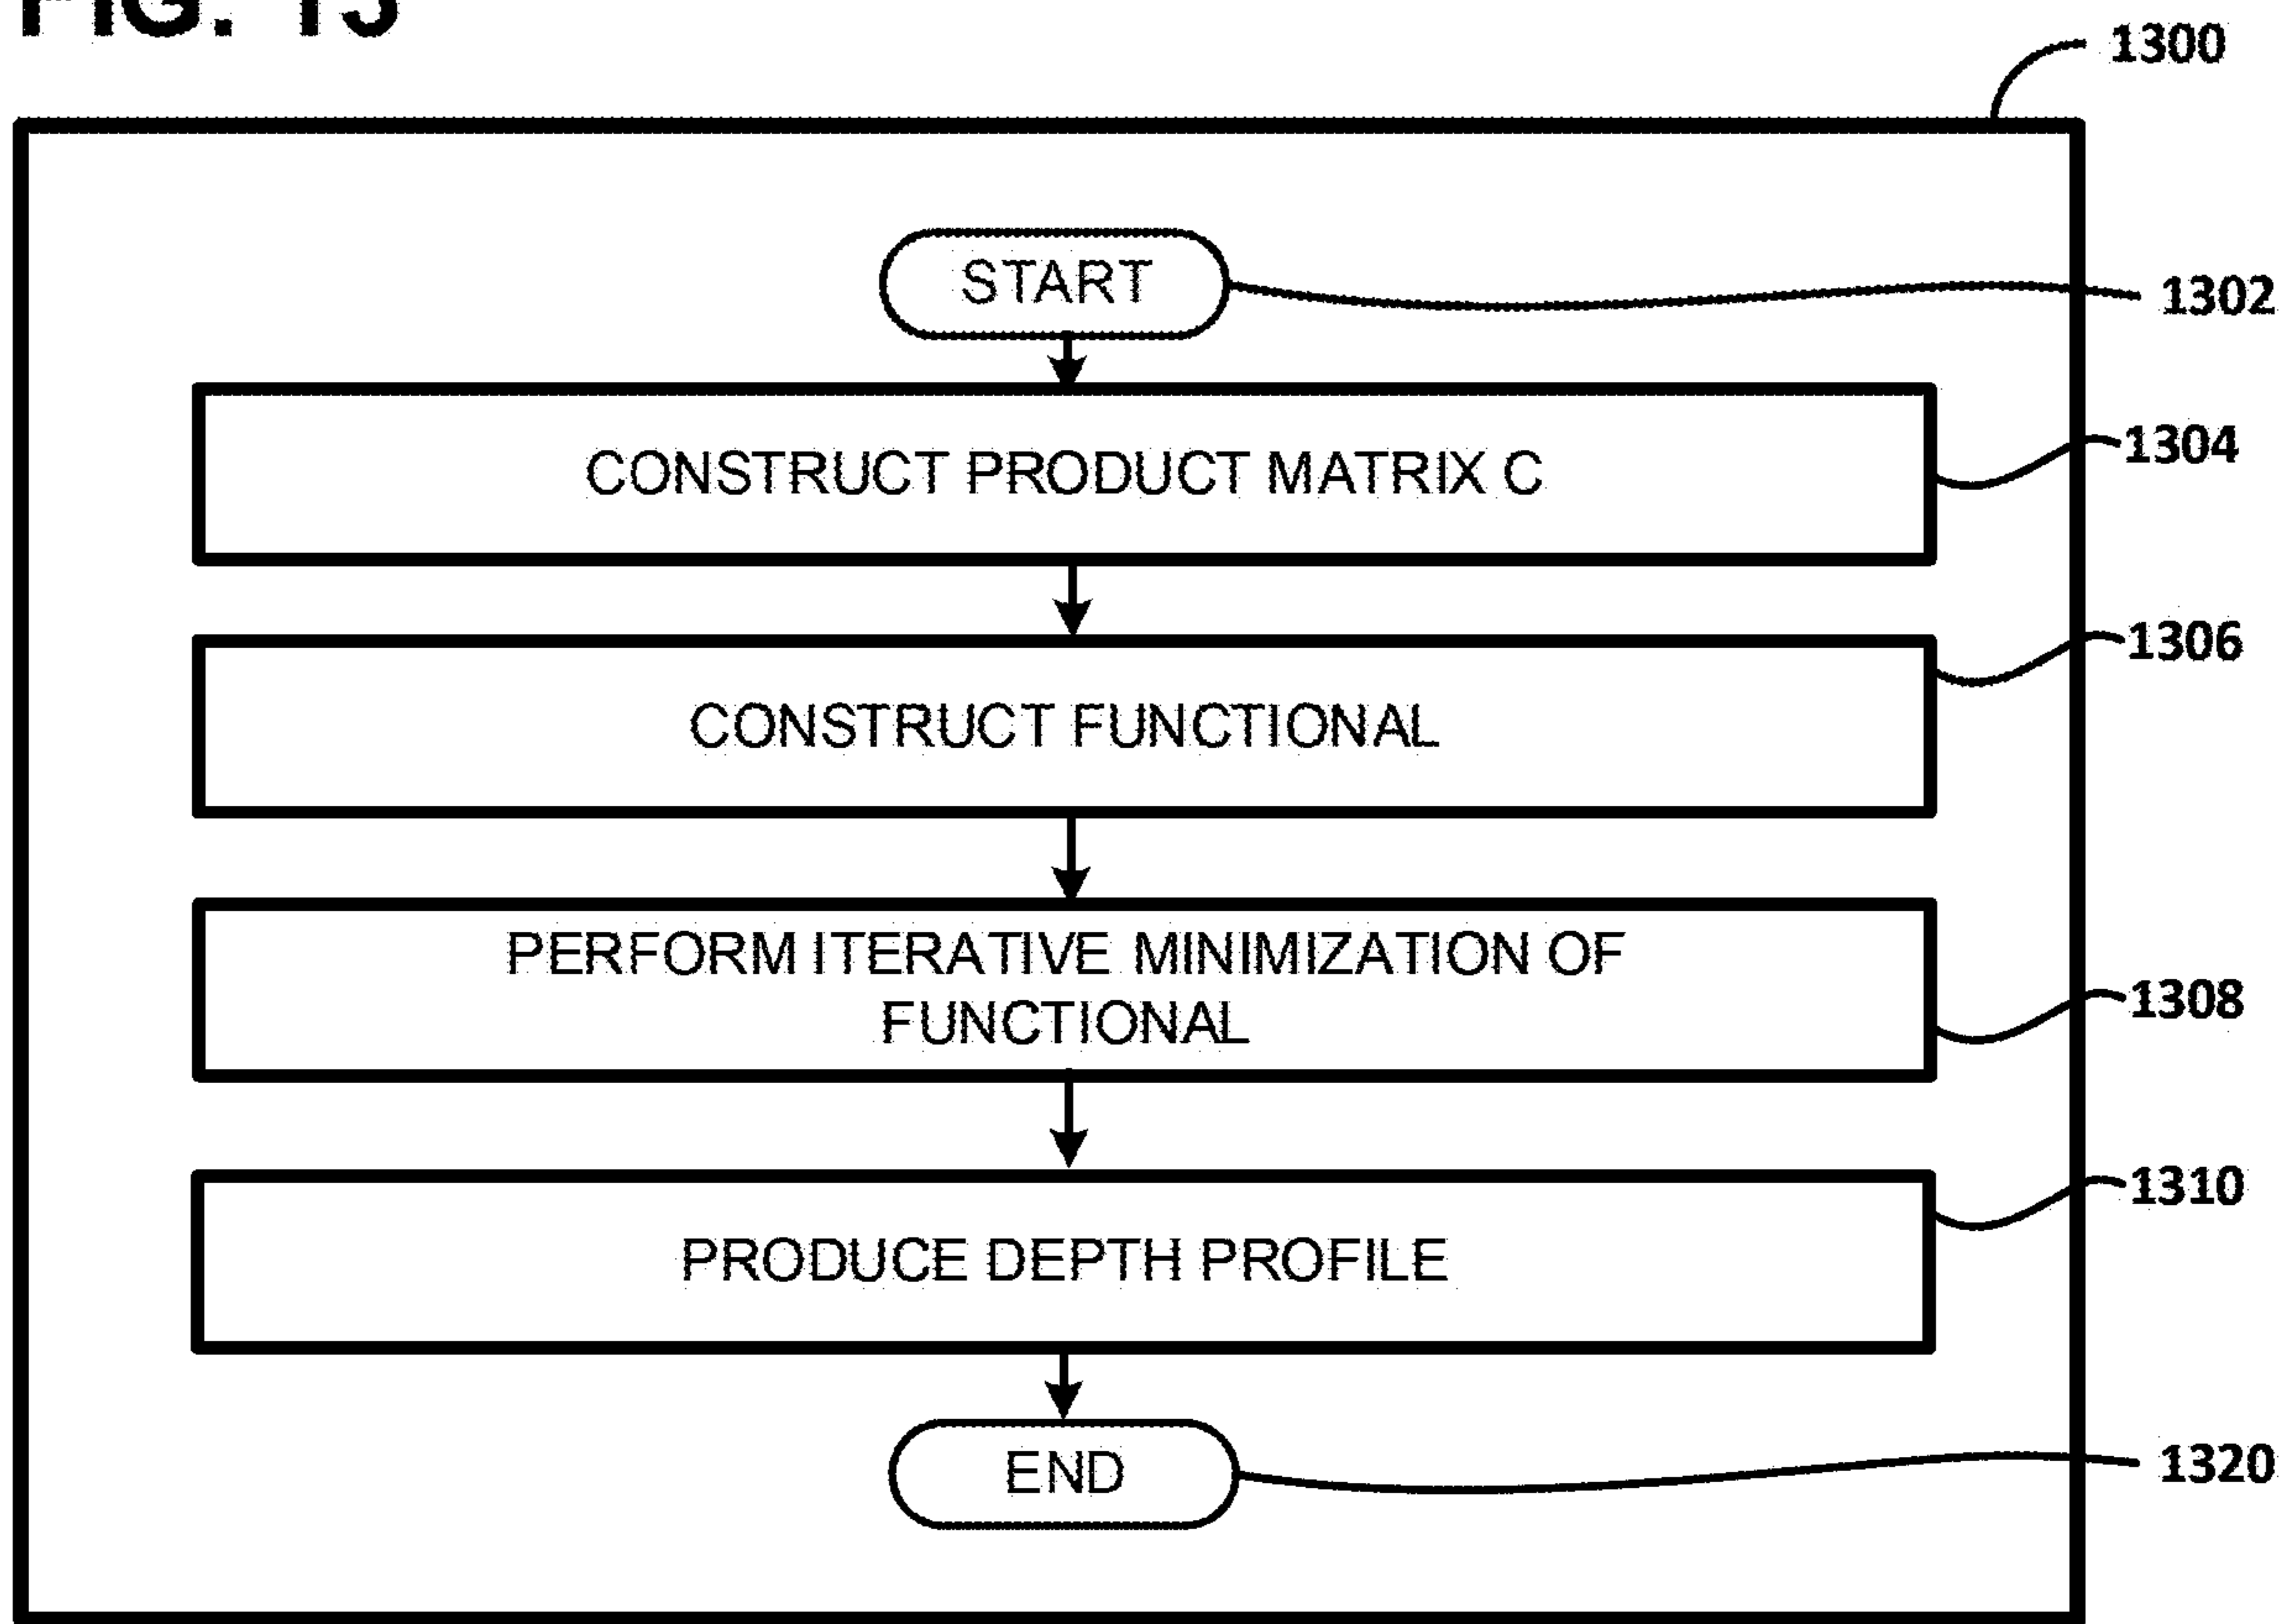 FIG. 13
1300
START
1302
CONSTRUCT PRODUCT MATRIX C
1304
CONSTRUCT FUNCTIONAL
1306
PERFORM ITERATIVE MINIMIZATION OF
FUNCTIONAL
1308
PRODUCE DEPTH PROFILE
1310
END
1320